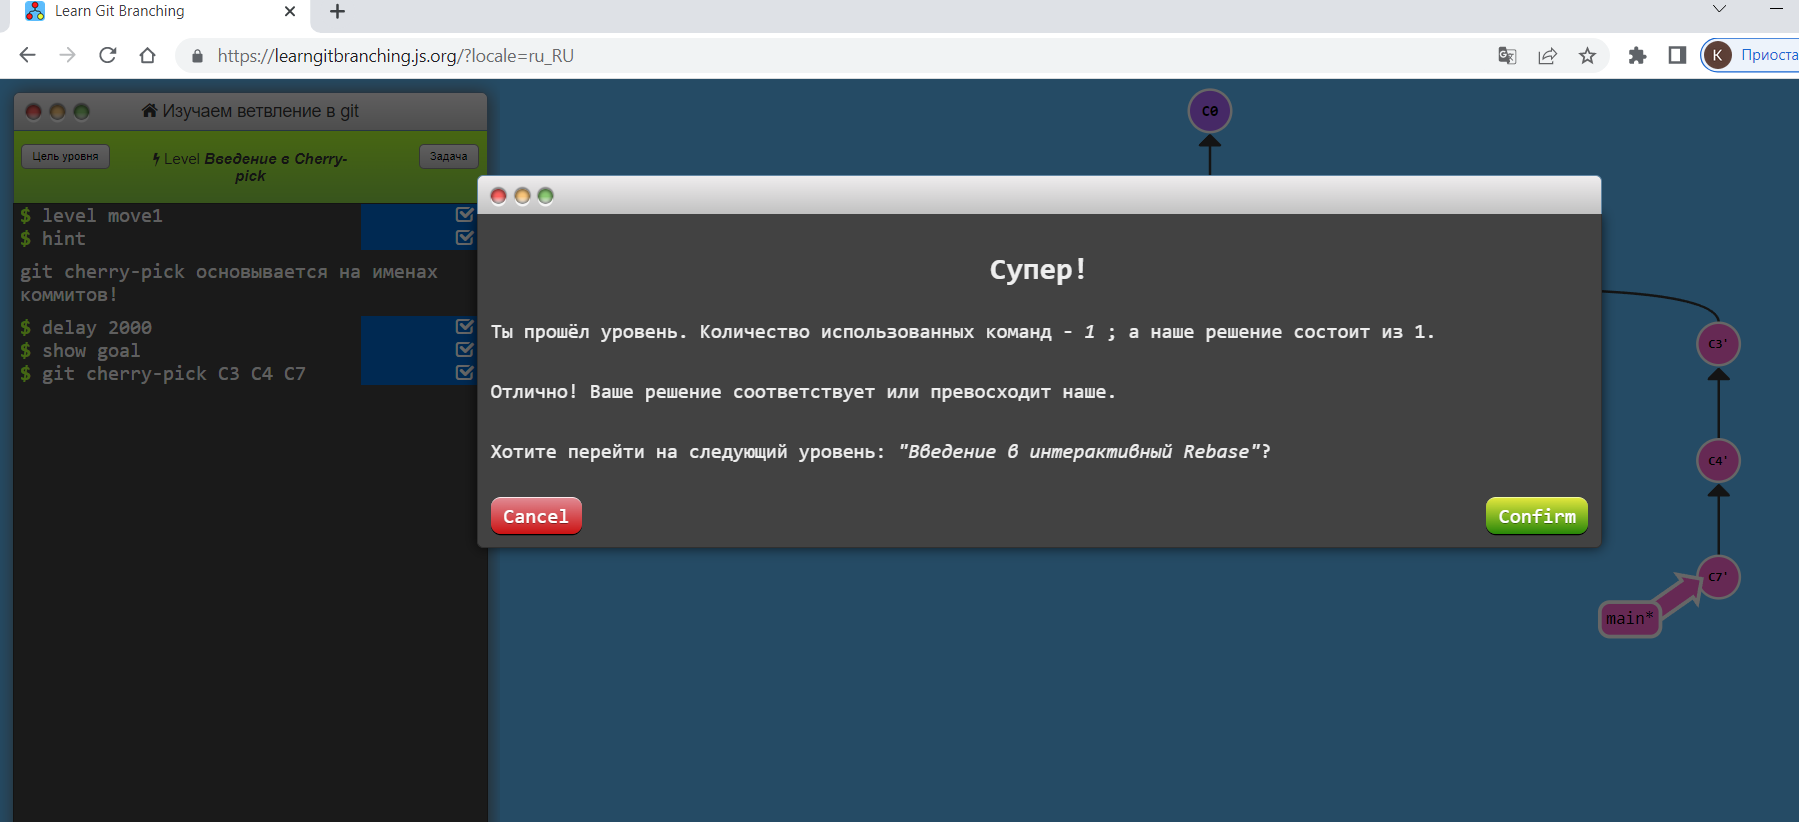 Learn Git Branching
https://learngitbranching.js.org/?locale=ru_RU
K
Приоста
Изучаем ветвление в git
Цель уровня
Level Введение в Cherry-
pick
Задача
$ level move1
$ hint
git cherry-pick основывается на именах
коммитов!
$ delay 2000
$ show goal
$ git cherry-pick C3 C4 C7
C0
Супер!
Ты прошёл уровень. Количество использованных команд - 1 ; а наше решение состоит из 1.
Отлично! Ваше решение соответствует или превосходит наше.
Хотите перейти на следующий уровень: "Введение в интерактивный Rebase"?
Cancel
Confirm
C3'
C4'
C7'
main*